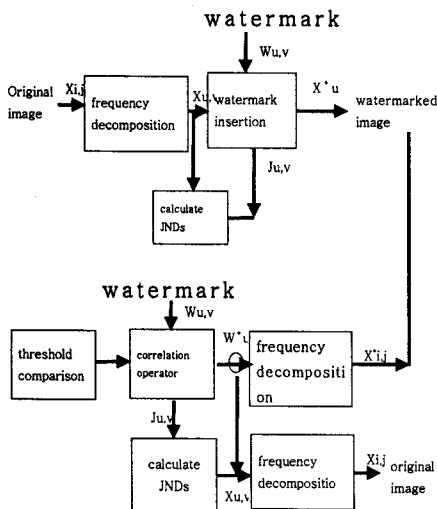 watermark
Wu,v
Original image
Xi,j
frequency decomposition
Xu,v
watermark insertion
X*u
watermarked image
Ju,v
calculate JNDs
watermark
Wu,v
threshold comparison
correlation operator
W*u
frequency decompositi on
X*i,j
Ju,v
calculate JNDs
Xu,v
frequency decompositio
Xi,j
original image